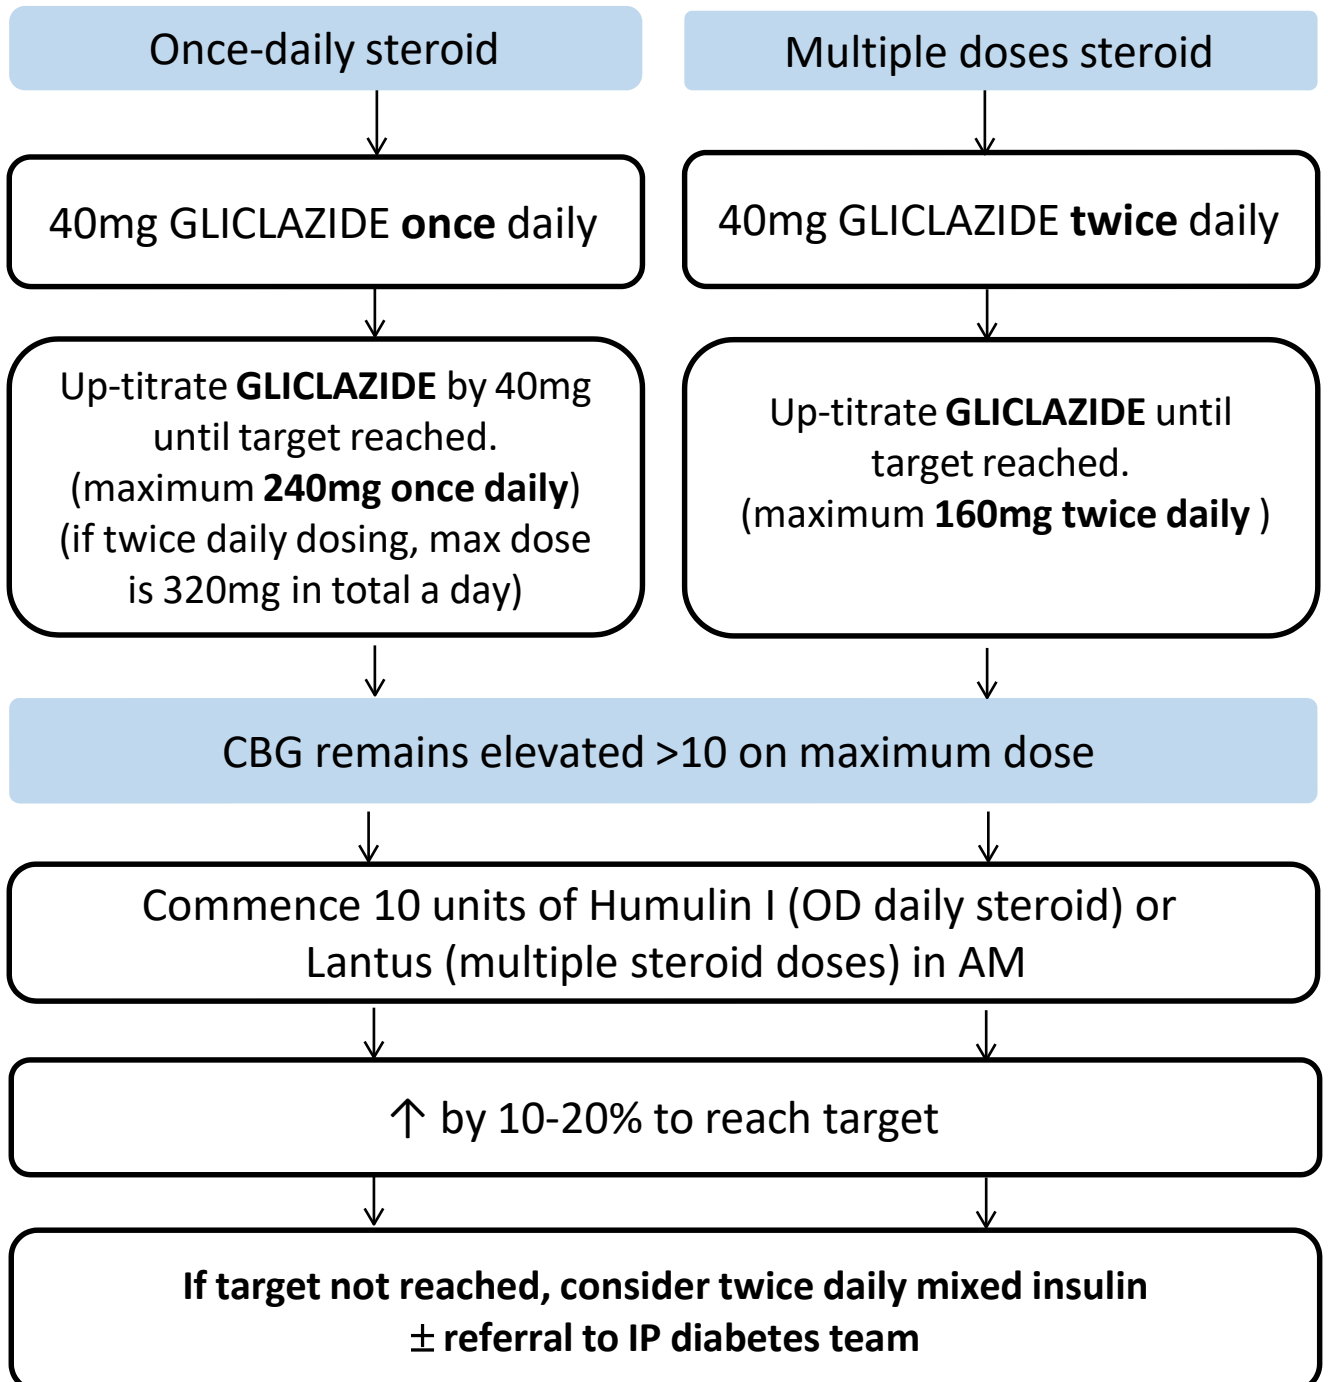 Once-daily steroid
Multiple doses steroid
40mg GLICLAZIDE once daily
40mg GLICLAZIDE twice daily
Up-titrate GLICLAZIDE by 40mg
until target reached.
(maximum 240mg once daily)
(if twice daily dosing, max dose
is 320mg in total a day)
Up-titrate GLICLAZIDE until
target reached.
(maximum 160mg twice daily )
CBG remains elevated >10 on maximum dose
Commence 10 units of Humulin I (OD daily steroid) or
Lantus (multiple steroid doses) in AM
↑ by 10-20% to reach target
If target not reached, consider twice daily mixed insulin
± referral to IP diabetes team